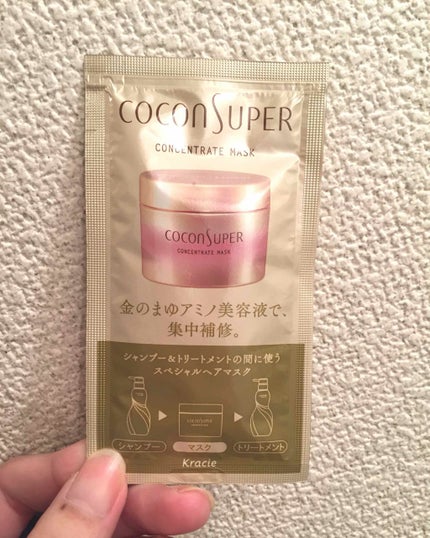 COCONSUPER
CONCENTRATE MASK
COCONSUPER
CONCENTRATE MASK
金のまゆアミノ美容液で、
集中補修。
シャンプー&トリートメントの間に使う
スペシャルヘアマスク
COCONSUPER
シャンプー マスク トリートメント
Kracie